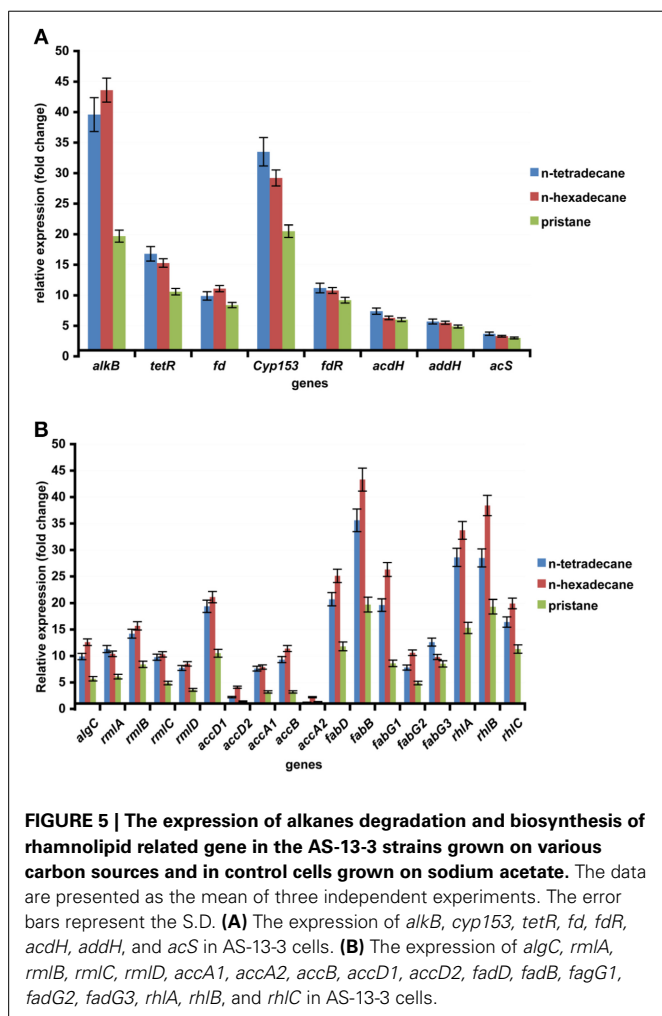 A
relative expression (fold change)
50
45
40
35
30
25
20
15
10
5
0
alkB tetR fd Cyp153 fdR acdH addH acS
genes
n-tetradecane
n-hexadecane
pristane
B
Relative expreession (fold change)
50
45
40
35
30
25
20
15
10
5
0
algC rmlA rmlB rmlC rmlD accD1 accD2 accA1 accB accA2 fabD fabB fabG1 fabG2 fabG3 rhlA rhlB rhlC
genes
n-tetradecane
n-hexadecane
pristane
FIGURE 5 | The expression of alkanes degradation and biosynthesis of
rhamnolipid related gene in the AS-13-3 strains grown on various
carbon sources and in control cells grown on sodium acetate. The data
are presented as the mean of three independent experiments. The error
bars represent the S.D. (A) The expression of alkB, cyp153, tetR, fd, fdR,
acdH, addH, and acS in AS-13-3 cells. (B) The expression of algC, rmlA,
rmlB, rmlC, rmlD, accA1, accA2, accB, accD1, accD2, fadD, fadB, fagG1,
fadG2, fadG3, rhlA, rhlB, and rhlC in AS-13-3 cells.